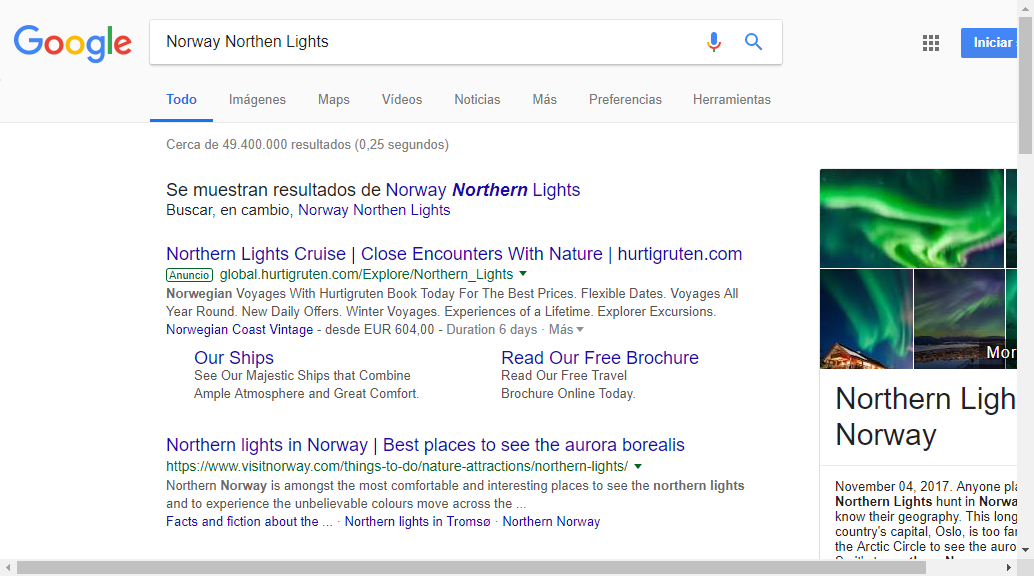 Google
Norway Northen Lights
Iniciar
Todo Imágenes Maps Vídeos Noticias Más Preferencias Herramientas
Cerca de 49.400.000 resultados (0,25 segundos)
Se muestran resultados de Norway Northern Lights
Buscar, en cambio, Norway Northen Lights
Northern Lights Cruise | Close Encounters With Nature | hurtigruten.com
Anuncio global.hurtigruten.com/Explore/Northern_Lights
Norwegian Voyages With Hurtigruten Book Today For The Best Prices. Flexible Dates. Voyages All
Year Round. New Daily Offers. Winter Voyages. Experiences of a Lifetime. Explorer Excursions.
Norwegian Coast Vintage - desde EUR 604,00 - Duration 6 days · Más
Our Ships
See Our Majestic Ships that Combine
Ample Atmosphere and Great Comfort.
Read Our Free Brochure
Read Our Free Travel
Brochure Online Today.
Northern lights in Norway | Best places to see the aurora borealis
https://www.visitnorway.com/things-to-do/nature-attractions/northern-lights/
Northern Norway is amongst the most comfortable and interesting places to see the northern lights
and to experience the unbelievable colours move across the ...
Facts and fiction about the ... · Northern lights in Tromsø · Northern Norway
Mor
Northern Ligh
Norway
November 04, 2017. Anyone pla
Northern Lights hunt in Norwa
know their geography. This long
country's capital, Oslo, is too far
the Arctic Circle to see the auro